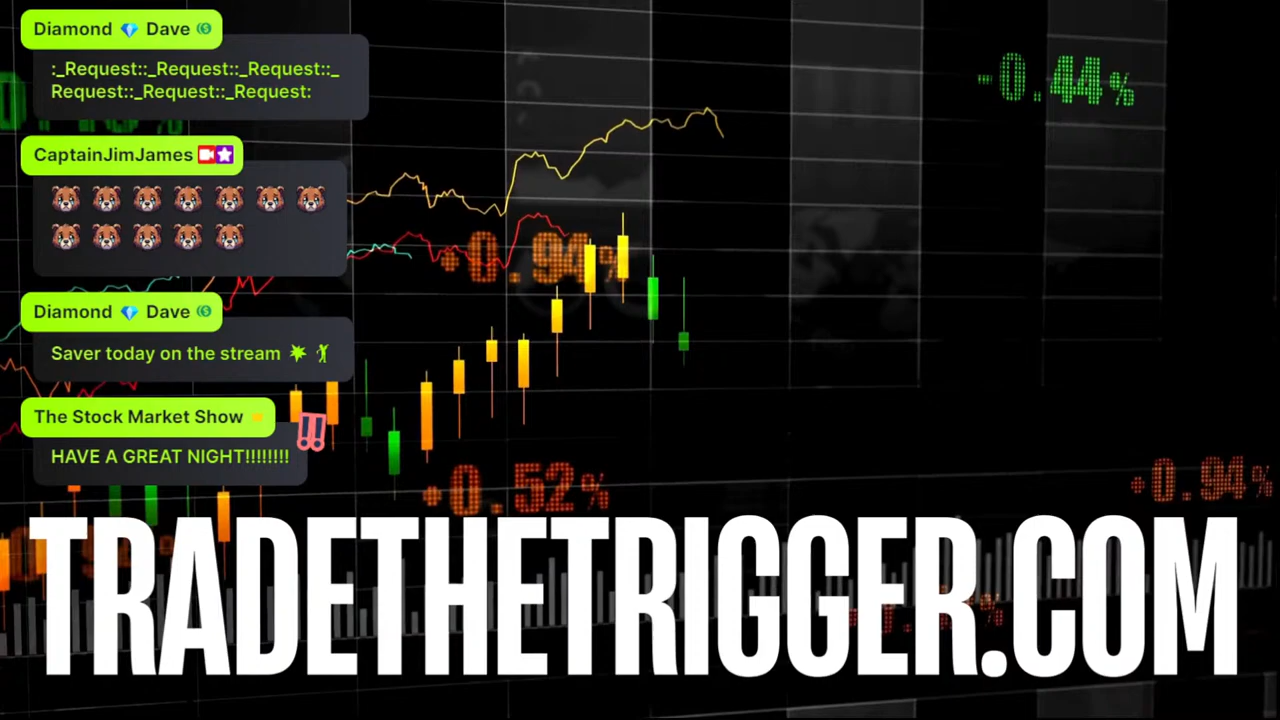 Diamond 💎 Dave
:_Request::_Request::_Request::_
Request::_Request::_Request:
-0.44%
CaptainJimJames
+0.94%
Diamond 💎 Dave
Saver today on the stream
The Stock Market Show
HAVE A GREAT NIGHT!!!!!!!!
+0.52%
+0.94%
TRADETHETRIGGER.COM